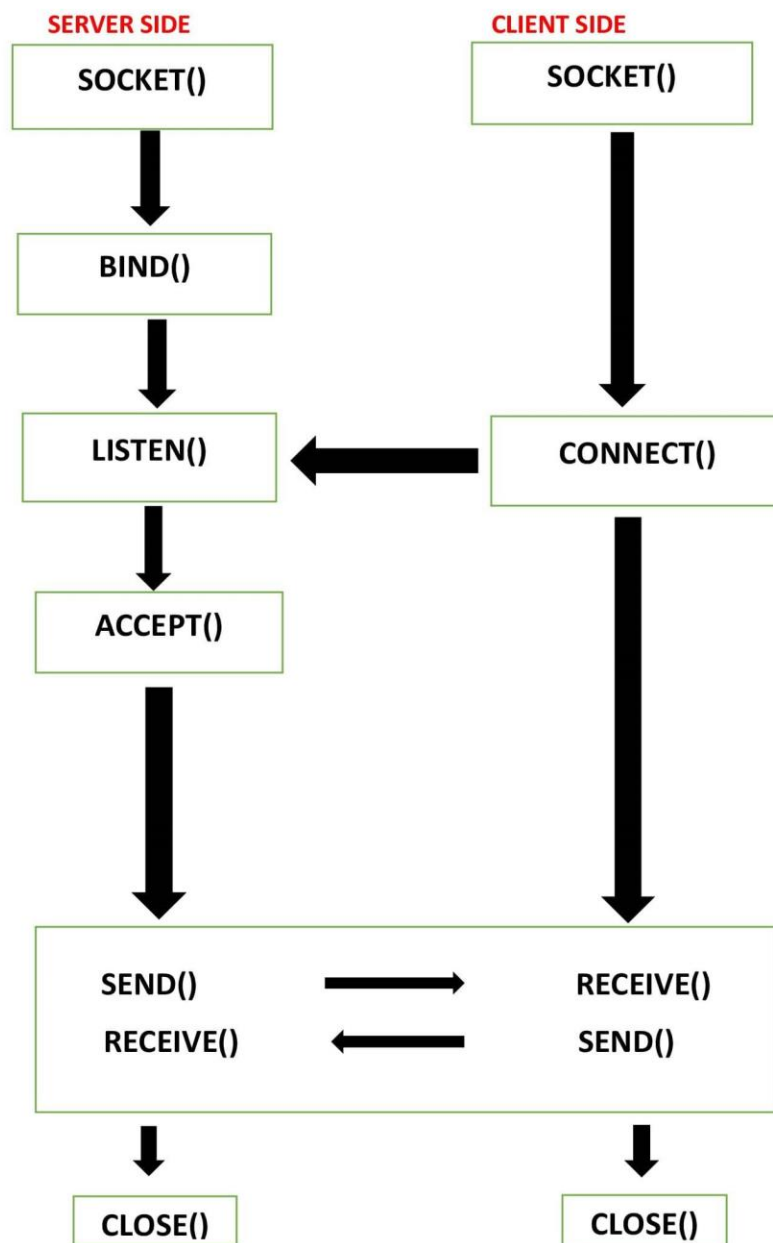 SERVER SIDE
CLIENT SIDE
SOCKET()
SOCKET()
BIND()
LISTEN()
CONNECT()
ACCEPT()
SEND()
RECEIVE()
RECEIVE()
SEND()
CLOSE()
CLOSE()